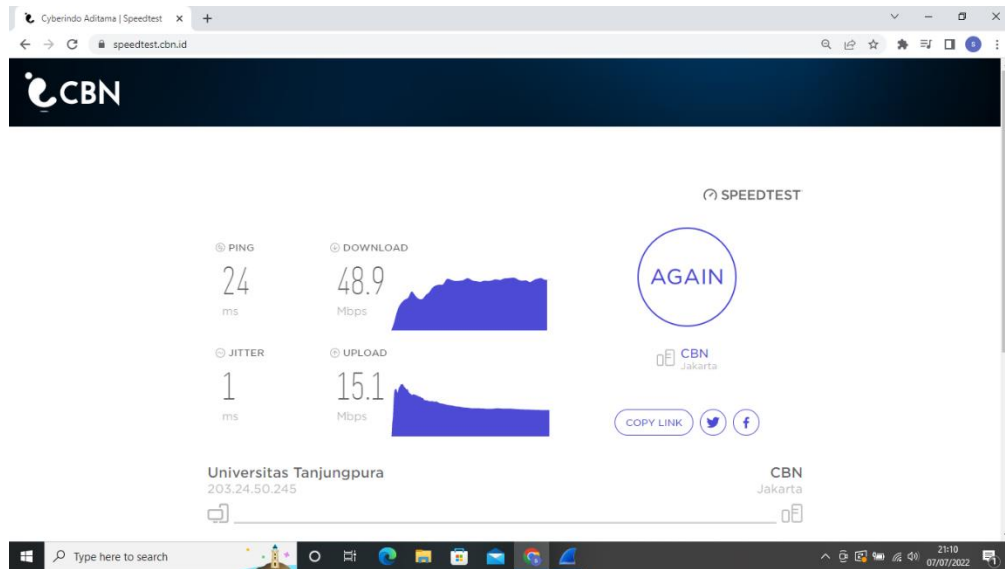 Cyberindo Aditama | Speedtest
speedtest.cbn.id
S
CBN
SPEEDTEST
PING
DOWNLOAD
24
48.9
ms
Mbps
AGAIN
JITTER
UPLOAD
CBN
Jakarta
1
15.1
ms
Mbps
COPY LINK
Universitas Tanjungpura
CBN
203.24.50.245
Jakarta
Type here to search
21:10
07/07/2022